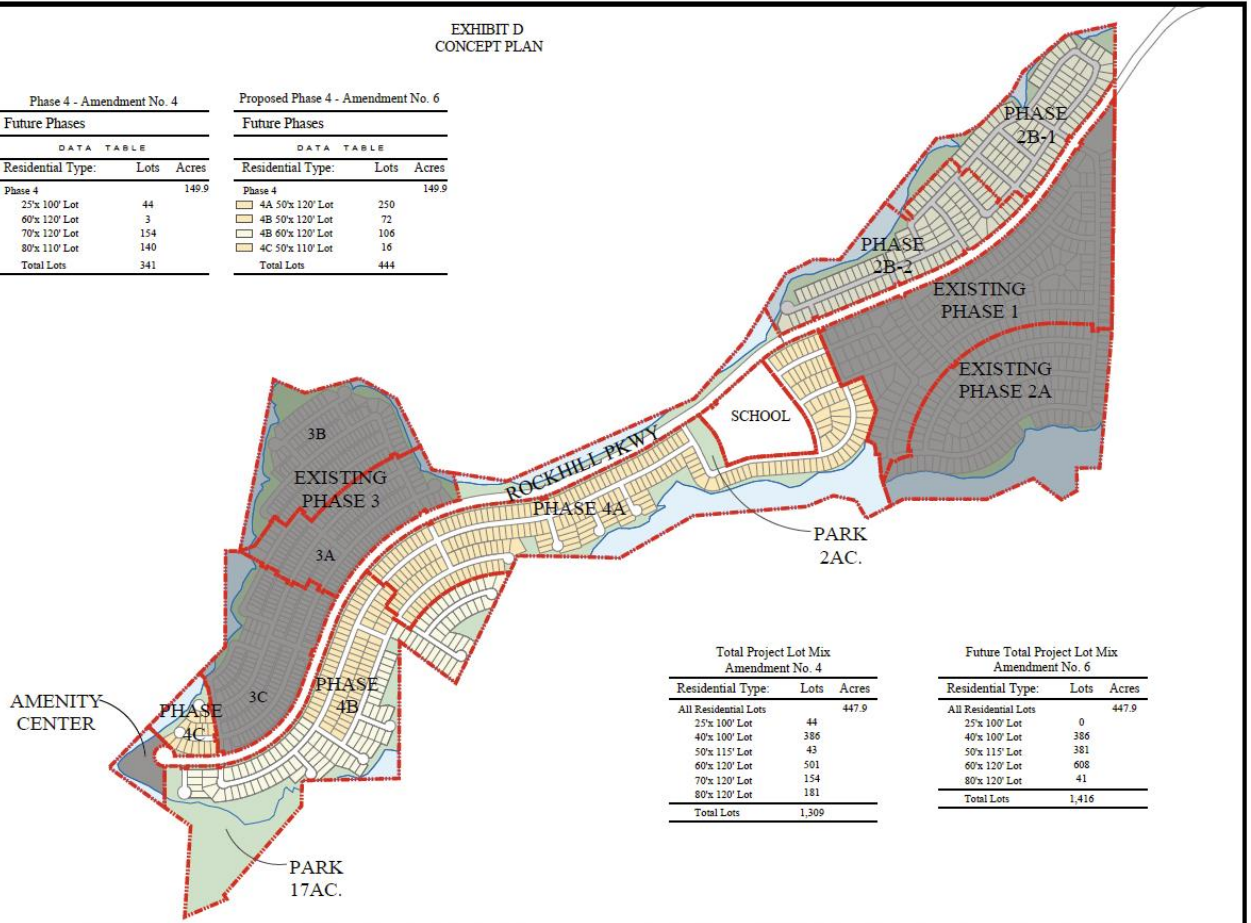 EXHIBIT D
CONCEPT PLAN
Phase 4 - Amendment No. 4
Future Phases
DATA TABLE
Residential Type: Lots Acres
Phase 4 149.9
25'x 100' Lot 44
60'x 120' Lot 3
70'x 120' Lot 154
80'x 110' Lot 140
Total Lots 341
Proposed Phase 4 - Amendment No. 6
Future Phases
DATA TABLE
Residential Type: Lots Acres
Phase 4 149.9
4A 50'x 120' Lot 250
4B 50'x 120' Lot 72
4B 60'x 120' Lot 106
4C 50'x 110' Lot 16
Total Lots 444
PHASE
2B-1
PHASE
2B-2
EXISTING
PHASE 1
EXISTING
PHASE 2A
SCHOOL
3B
EXISTING
PHASE 3
3A
ROCKHILL PKWY
PHASE 4A
PARK
2AC.
3C
PHASE
4B
AMENITY
CENTER
PHASE
4C
PARK
17AC.
Total Project Lot Mix
Amendment No. 4
Residential Type: Lots Acres
All Residential Lots 447.9
25'x 100' Lot 44
40'x 100' Lot 386
50'x 115' Lot 43
60'x 120' Lot 501
70'x 120' Lot 154
80'x 120' Lot 181
Total Lots 1,309
Future Total Project Lot Mix
Amendment No. 6
Residential Type: Lots Acres
All Residential Lots 447.9
25'x 100' Lot 0
40'x 100' Lot 386
50'x 115' Lot 381
60'x 120' Lot 608
80'x 120' Lot 41
Total Lots 1,416